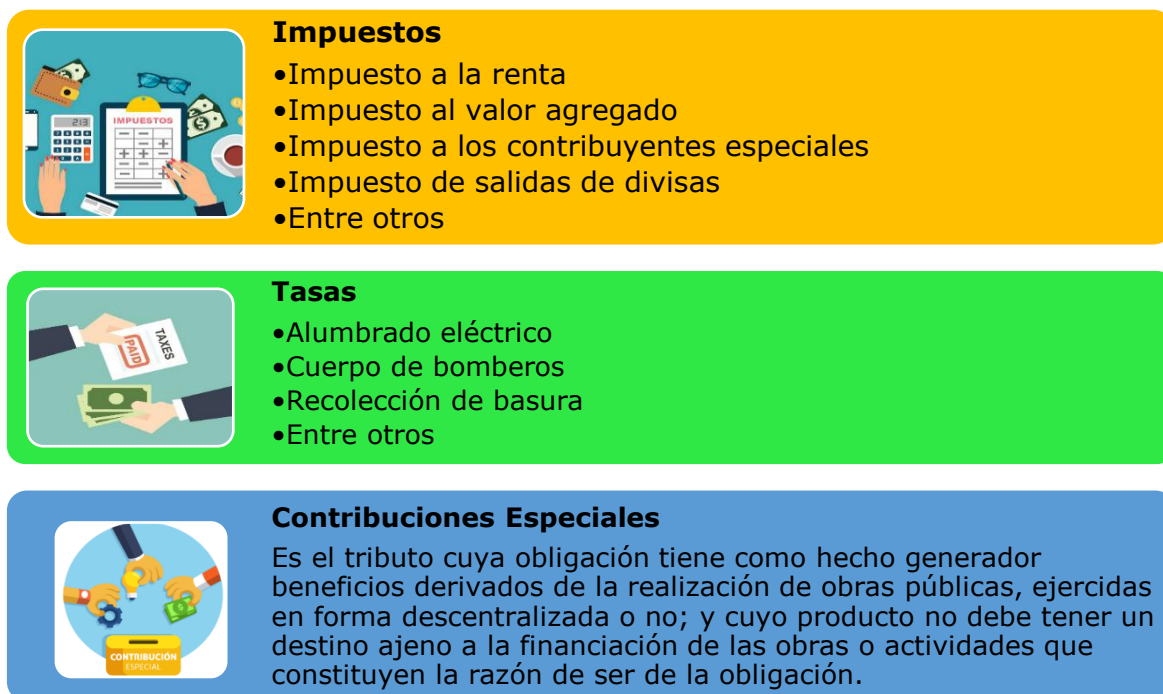 Impuestos
•Impuesto a la renta
•Impuesto al valor agregado
•Impuesto a los contribuyentes especiales
•Impuesto de salidas de divisas
•Entre otros
213
IMPUESTOS
Tasas
•Alumbrado eléctrico
•Cuerpo de bomberos
•Recolección de basura
•Entre otros
TAXES
PAID
Contribuciones Especiales
Es el tributo cuya obligación tiene como hecho generador
beneficios derivados de la realización de obras públicas, ejercidas
en forma descentralizada o no; y cuyo producto no debe tener un
destino ajeno a la financiación de las obras o actividades que
constituyen la razón de ser de la obligación.
CONTRIBUCIÓN
ESPECIAL